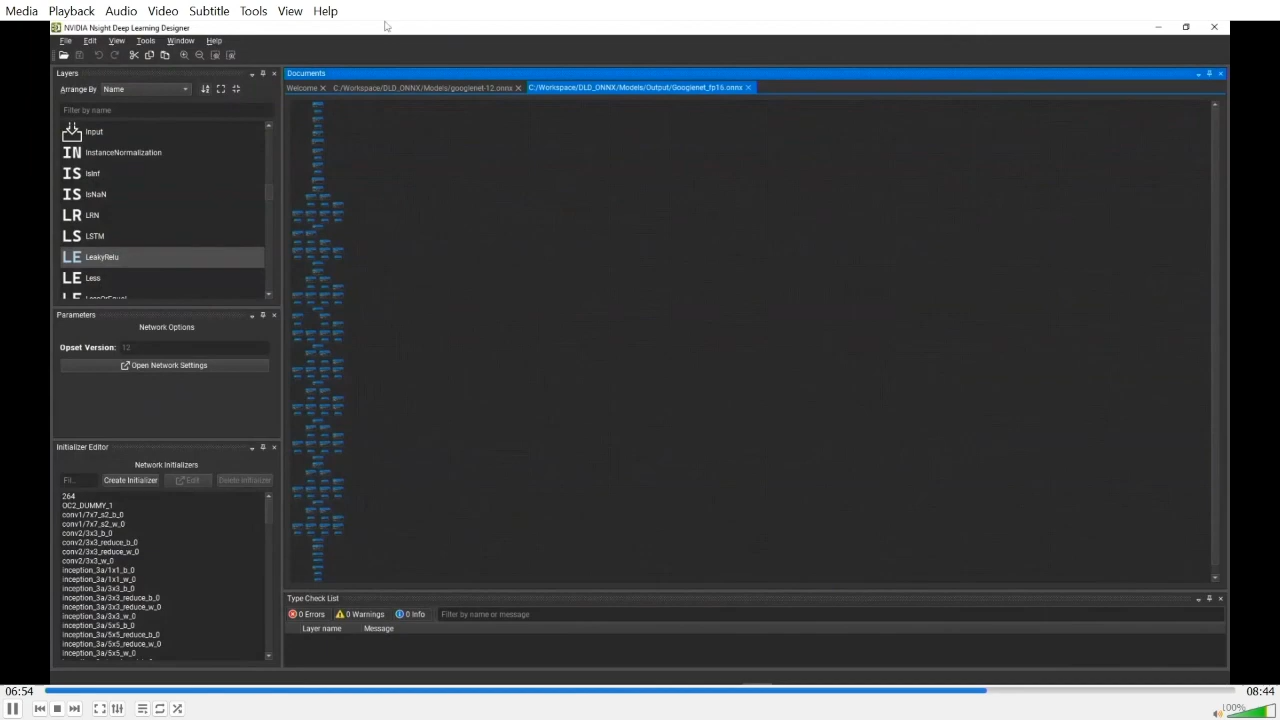 Media Playback Audio Video Subtitle Tools View Help
NVIDIA Nsight Deep Learning Designer
File Edit View Tools Window Help
Layers
Arrange By Name
Filter by name
Input
IN InstanceNormalization
IS IsInf
IS IsNaN
LR LRN
LS LSTM
LE LeakyRelu
LE Less
LE LessOrEqual
Parameters
Network Options
Opset Version: 12
Open Network Settings
Initializer Editor
Network Initializers
Fil... Create Initializer Edit Delete Initializer
264
OC2_DUMMY_1
conv1/7x7_s2_b_0
conv1/7x7_s2_w_0
conv2/3x3_b_0
conv2/3x3_reduce_b_0
conv2/3x3_reduce_w_0
conv2/3x3_w_0
inception_3a/1x1_b_0
inception_3a/1x1_w_0
inception_3a/3x3_b_0
inception_3a/3x3_reduce_b_0
inception_3a/3x3_reduce_w_0
inception_3a/3x3_w_0
inception_3a/5x5_b_0
inception_3a/5x5_reduce_b_0
inception_3a/5x5_reduce_w_0
inception_3a/5x5_w_0
Documents
Welcome C:/Workspace/DLD_ONNX/Models/googlenet-12.onnx C:/Workspace/DLD_ONNX/Models/Output/Googlenet_fp16.onnx
Type Check List
0 Errors 0 Warnings 0 Info Filter by name or message
Layer name Message
06:54 08:44
100%